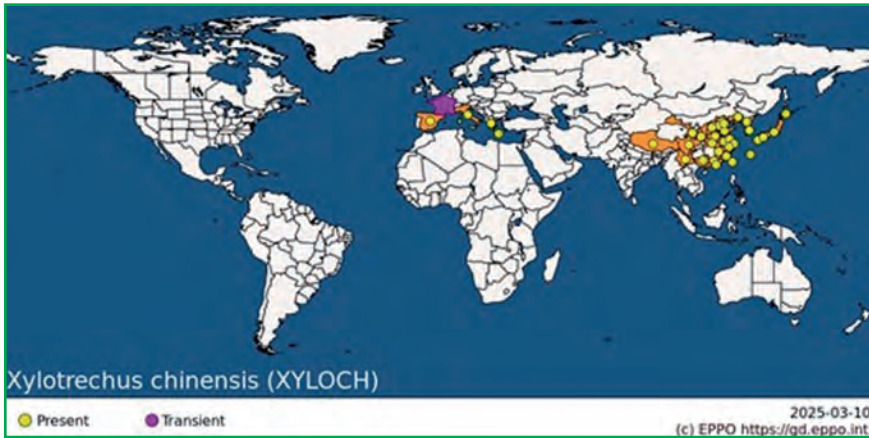 Xylotrechus chinensis (XYLOCH)
Present
Transient
2025-03-10
(c) EPPO https://gd.eppo.int